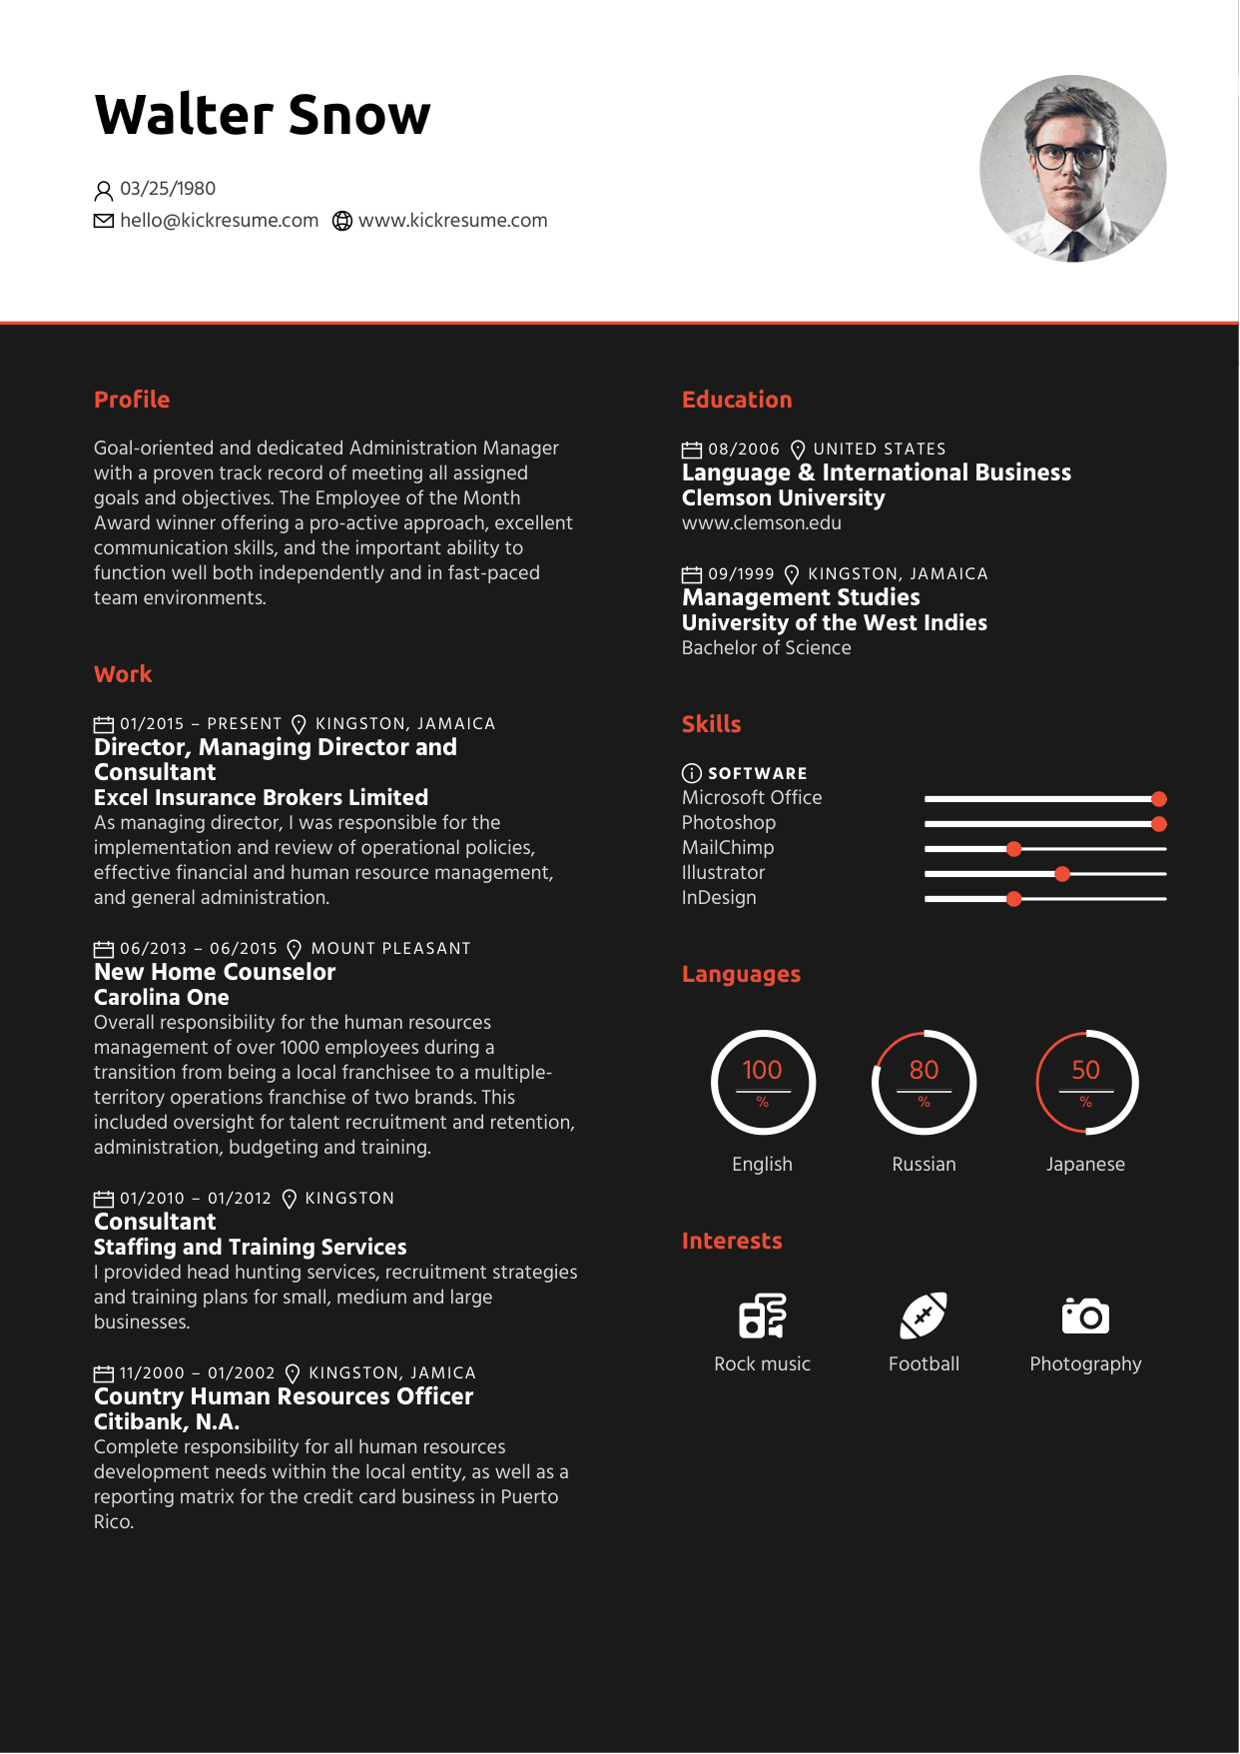 Walter Snow
03/25/1980
hello@kickresume.com www.kickresume.com
Profile
Goal-oriented and dedicated Administration Manager
with a proven track record of meeting all assigned
goals and objectives. The Employee of the Month
Award winner offering a pro-active approach, excellent
communication skills, and the important ability to
function well both independently and in fast-paced
team environments.
Work
01/2015 – PRESENT KINGSTON, JAMAICA
Director, Managing Director and
Consultant
Excel Insurance Brokers Limited
As managing director, I was responsible for the
implementation and review of operational policies,
effective financial and human resource management,
and general administration.
06/2013 – 06/2015 MOUNT PLEASANT
New Home Counselor
Carolina One
Overall responsibility for the human resources
management of over 1000 employees during a
transition from being a local franchisee to a multiple-
territory operations franchise of two brands. This
included oversight for talent recruitment and retention,
administration, budgeting and training.
01/2010 – 01/2012 KINGSTON
Consultant
Staffing and Training Services
I provided head hunting services, recruitment strategies
and training plans for small, medium and large
businesses.
11/2000 – 01/2002 KINGSTON, JAMICA
Country Human Resources Officer
Citibank, N.A.
Complete responsibility for all human resources
development needs within the local entity, as well as a
reporting matrix for the credit card business in Puerto
Rico.
Education
08/2006 UNITED STATES
Language & International Business
Clemson University
www.clemson.edu
09/1999 KINGSTON, JAMAICA
Management Studies
University of the West Indies
Bachelor of Science
Skills
SOFTWARE
Microsoft Office
Photoshop
MailChimp
Illustrator
InDesign
Languages
100 80 50
% % %
English Russian Japanese
Interests
Rock music Football Photography